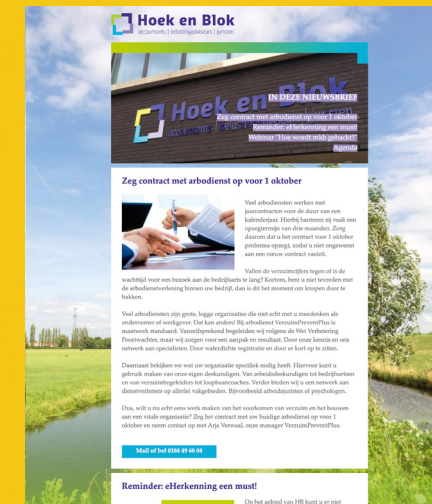 Hoek en Blok
accountants | belastingadviseurs | juristen
Hoek en Blok
IN DEZE NIEUWSBRIEF
Zeg contract met arbodienst op voor 1 oktober
Reminder: eHerkenning een must!
Webinar "Hoe wordt mkb gehackt?"
Agenda
Zeg contract met arbodienst op voor 1 oktober
Veel arbodiensten werken met
jaarcontracten voor de duur van een
kalenderjaar. Hierbij hanteren zij vaak een
opzegtermijn van drie maanden. Zorg
daarom dat u het contract voor 1 oktober
proforma opzegt, zodat u niet ongewenst
aan een nieuw contract vastzit.
Vallen de verzuimcijfers tegen of is de
wachttijd voor een bezoek aan de bedrijfsarts te lang? Kortom, bent u niet tevreden met
de arbodienstverlening binnen uw bedrijf, dan is dit het moment om knopen door te
hakken.
Veel arbodiensten zijn grote, logge organisaties die niet echt met u meedenken als
ondernemer of werkgever. Dat kan anders! Bij arbodienst VerzuimPreventPlus is
maatwerk standaard. Vanzelfsprekend begeleiden wij volgens de Wet Verbetering
Poortwachter, maar wij zorgen voor een aanpak en resultaat. Door onze kennis en ons
netwerk aan specialisten. Door waterdichte registratie en door er kort op te zitten.
Daarnaast bekijken we wat uw organisatie specifiek nodig heeft. Hiervoor kunt u
gebruik maken van onze eigen deskundigen. Van arbeidsdeskundigen tot bedrijfsartsen
en van verzuimbegeleiders tot loopbaancoaches. Verder bieden wij u een netwerk aan
dienstverleners op allerlei vakgebieden. Bijvoorbeeld arbeidsjuristen of psychologen.
Dus, wilt u nu echt eens werk maken van het voorkomen van verzuim en het bouwen
aan een vitale organisatie? Zeg het contract met uw huidige arbodienst op voor 1
oktober en neem contact op met Arja Verwaal, onze manager VerzuimPreventPlus.
Mail of bel 0184 49 68 04
Reminder: eHerkenning een must!
Op het gebied van HR kunt u er niet